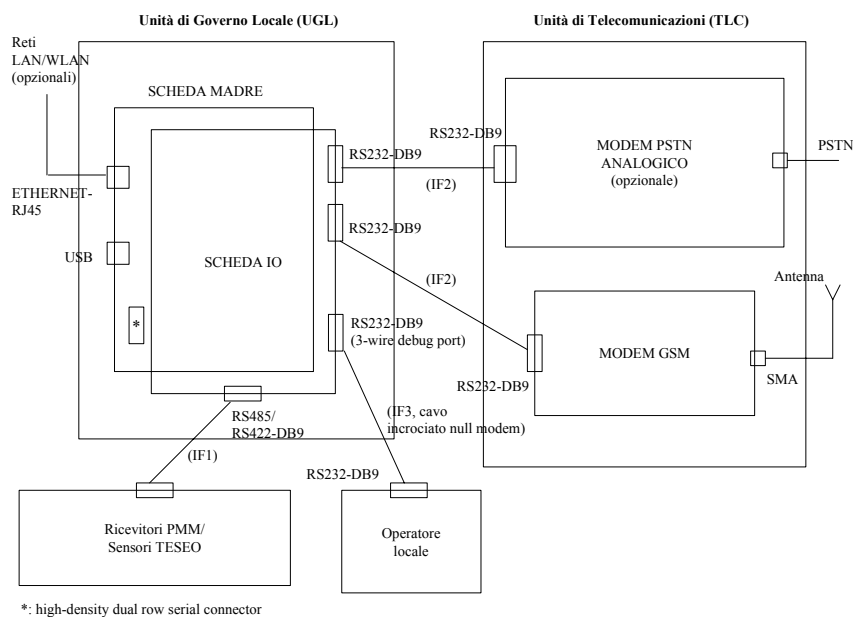 Unità di Governo Locale (UGL)
Unità di Telecomunicazioni (TLC)
Reti
LAN/WLAN
(opzionali)
SCHEDA MADRE
RS232-DB9
(IF2)
RS232-DB9
MODEM PSTN
ANALOGICO
(opzionale)
PSTN
ETHERNET-
RJ45
RS232-DB9
USB
SCHEDA IO
(IF2)
Antenna
*
RS232-DB9
(3-wire debug port)
MODEM GSM
RS232-DB9
SMA
RS485/
RS422-DB9
(IF3, cavo
incrociato null modem)
(IF1)
RS232-DB9
Ricevitori PMM/
Sensori TESEO
Operatore
locale
*: high-density dual row serial connector